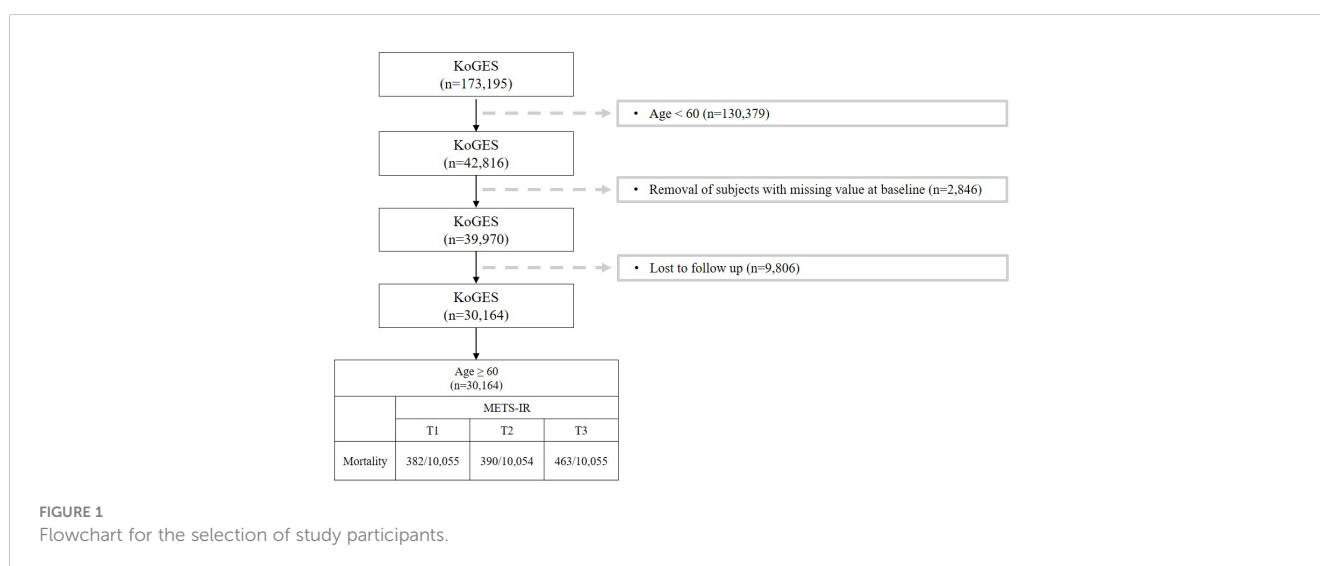 KoGES
(n=173,195)
• Age < 60 (n=130,379)
KoGES
(n=42,816)
• Removal of subjects with missing value at baseline (n=2,846)
KoGES
(n=39,970)
• Lost to follow up (n=9,806)
KoGES
(n=30,164)
Age ≥ 60
(n=30,164)
METS-IR
T1 T2 T3
Mortality 382/10,055 390/10,054 463/10,055
FIGURE 1
Flowchart for the selection of study participants.